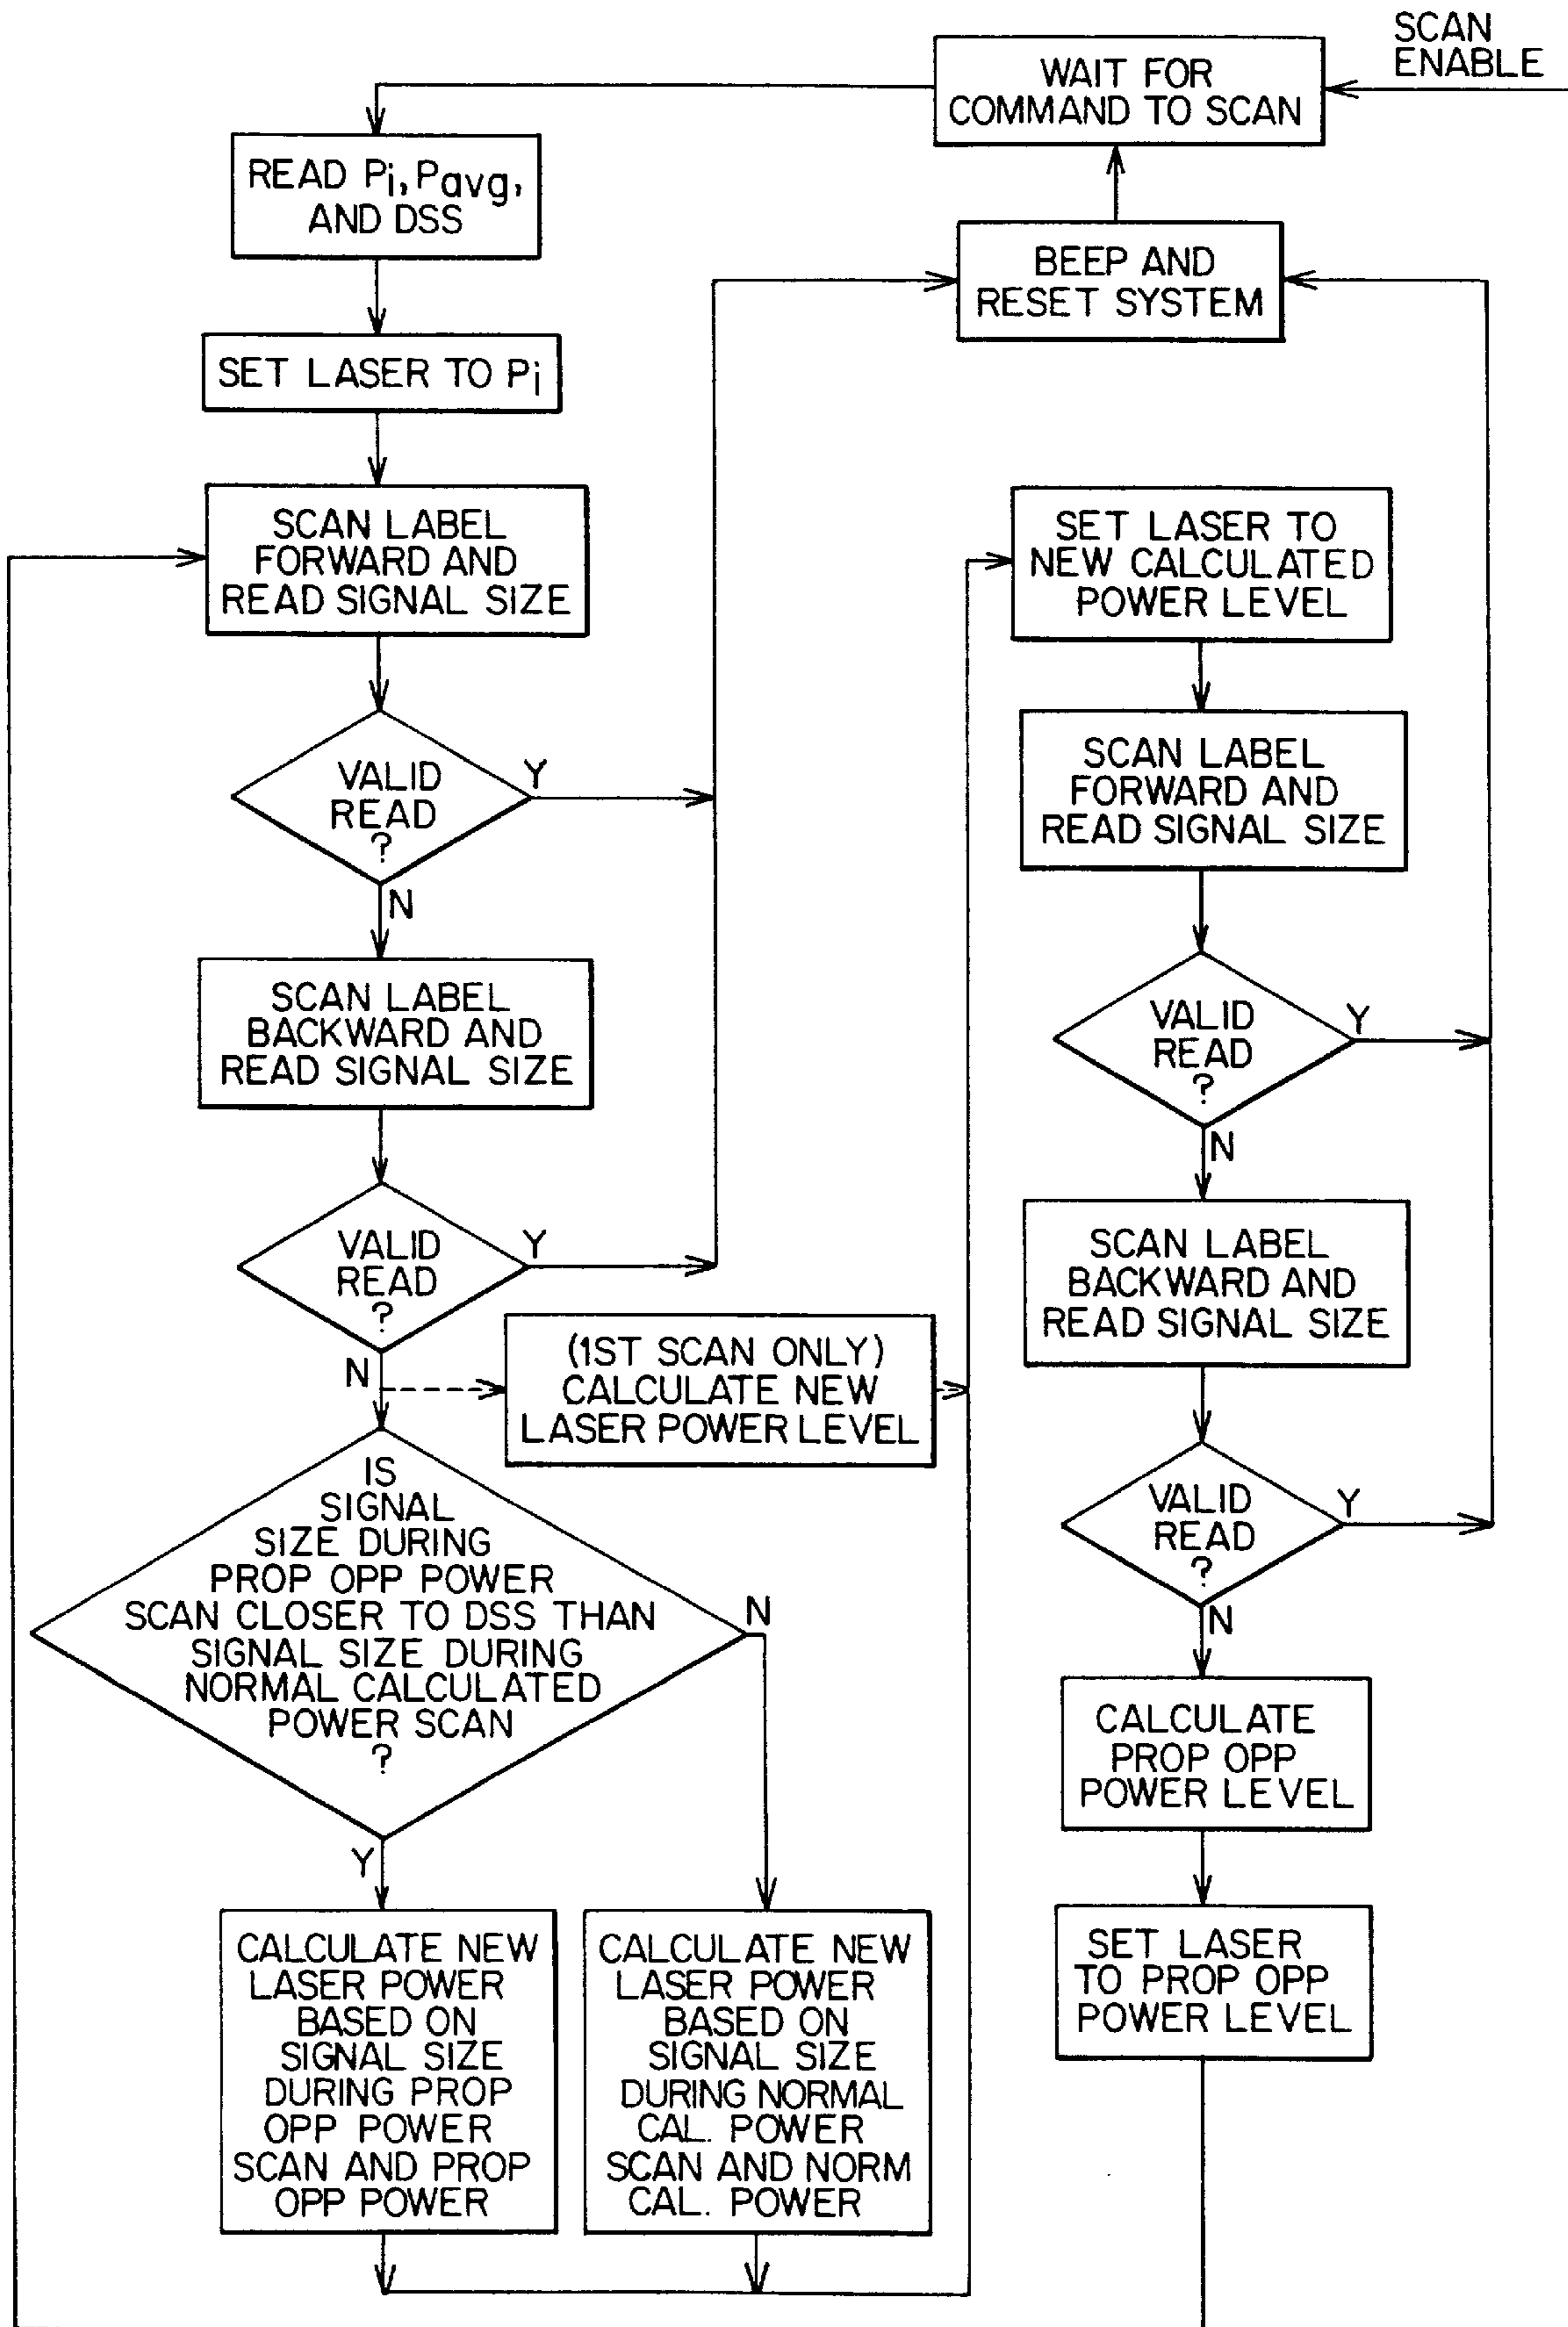 SCAN
ENABLE
WAIT FOR
COMMAND TO SCAN
READ Pi, Pavg,
AND DSS
BEEP AND
RESET SYSTEM
SET LASER TO Pi
SCAN LABEL
FORWARD AND
READ SIGNAL SIZE
VALID
READ
?
Y
N
SCAN LABEL
BACKWARD AND
READ SIGNAL SIZE
VALID
READ
?
Y
N
(1ST SCAN ONLY)
CALCULATE NEW
LASER POWER LEVEL
IS
SIGNAL
SIZE DURING
PROP OPP POWER
SCAN CLOSER TO DSS THAN
SIGNAL SIZE DURING
NORMAL CALCULATED
POWER SCAN
?
N
Y
CALCULATE NEW
LASER POWER
BASED ON
SIGNAL SIZE
DURING PROP
OPP POWER
SCAN AND PROP
OPP POWER
CALCULATE NEW
LASER POWER
BASED ON
SIGNAL SIZE
DURING NORMAL
CAL. POWER
SCAN AND NORM
CAL. POWER
SET LASER TO
NEW CALCULATED
POWER LEVEL
SCAN LABEL
FORWARD AND
READ SIGNAL SIZE
VALID
READ
?
Y
N
SCAN LABEL
BACKWARD AND
READ SIGNAL SIZE
VALID
READ
?
Y
N
CALCULATE
PROP OPP
POWER LEVEL
SET LASER
TO PROP OPP
POWER LEVEL